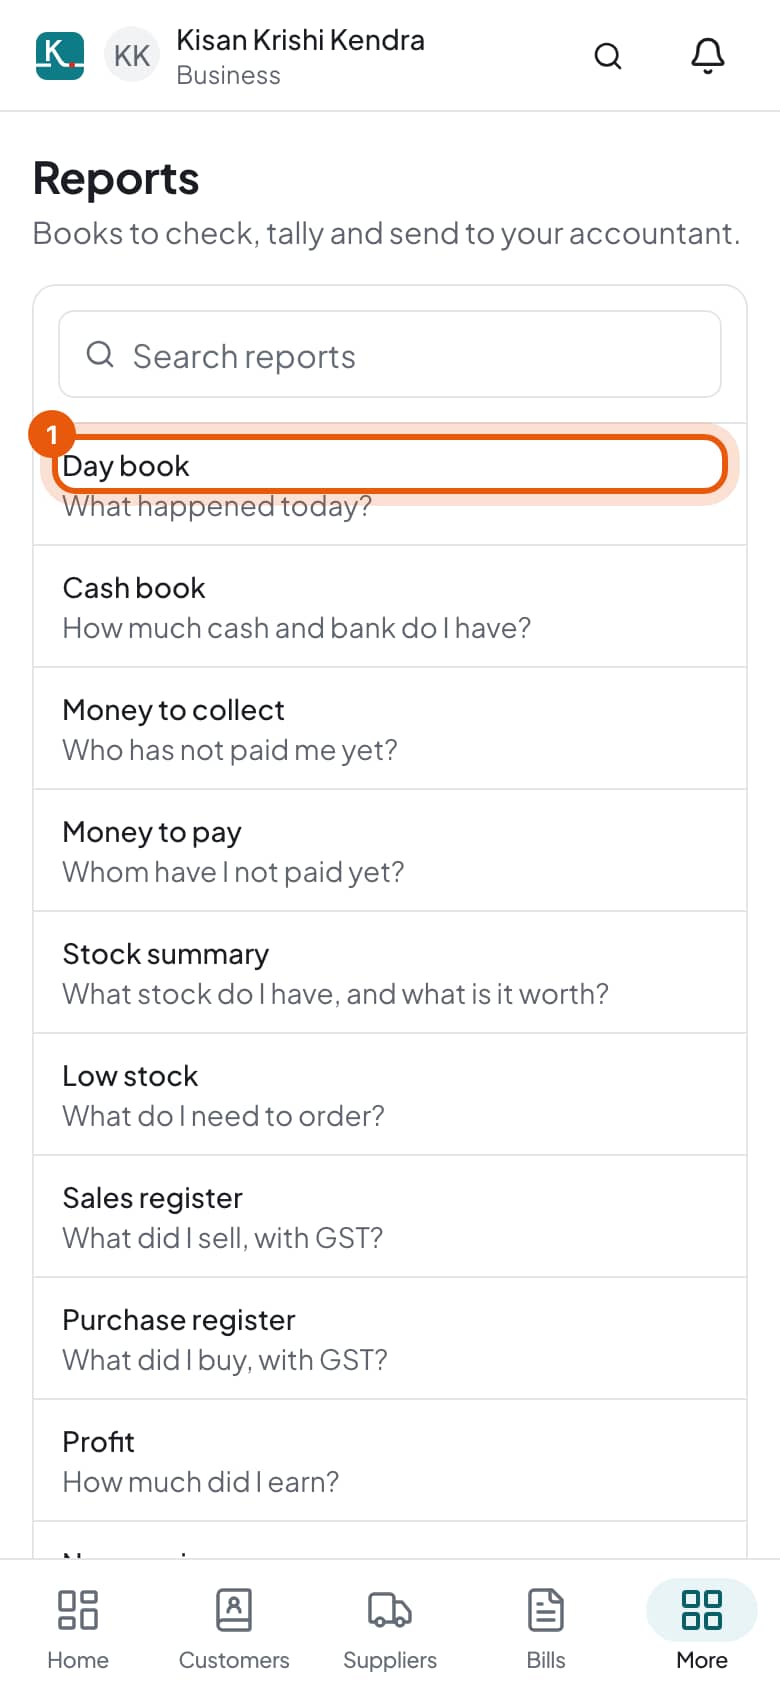 K.
KK
Kisan Krishi Kendra
Business
Reports
Books to check, tally and send to your accountant.
Search reports
1
Day book
What happened today?
Cash book
How much cash and bank do I have?
Money to collect
Who has not paid me yet?
Money to pay
Whom have I not paid yet?
Stock summary
What stock do I have, and what is it worth?
Low stock
What do I need to order?
Sales register
What did I sell, with GST?
Purchase register
What did I buy, with GST?
Profit
How much did I earn?
Home
Customers
Suppliers
Bills
More